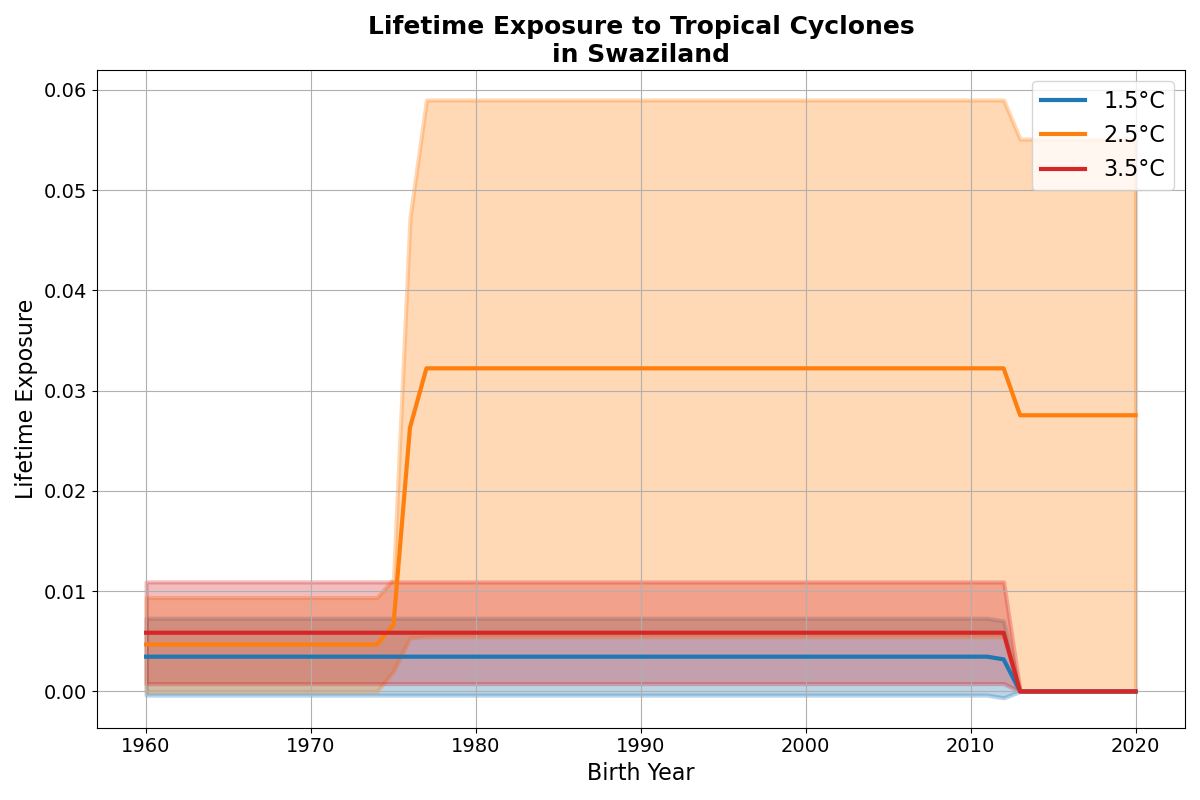 Lifetime Exposure to Tropical Cyclones
in Swaziland
1.5°C
2.5°C
3.5°C
Lifetime Exposure
0.06
0.05
0.04
0.03
0.02
0.01
0.00
1960 1970 1980 1990 2000 2010 2020
Birth Year